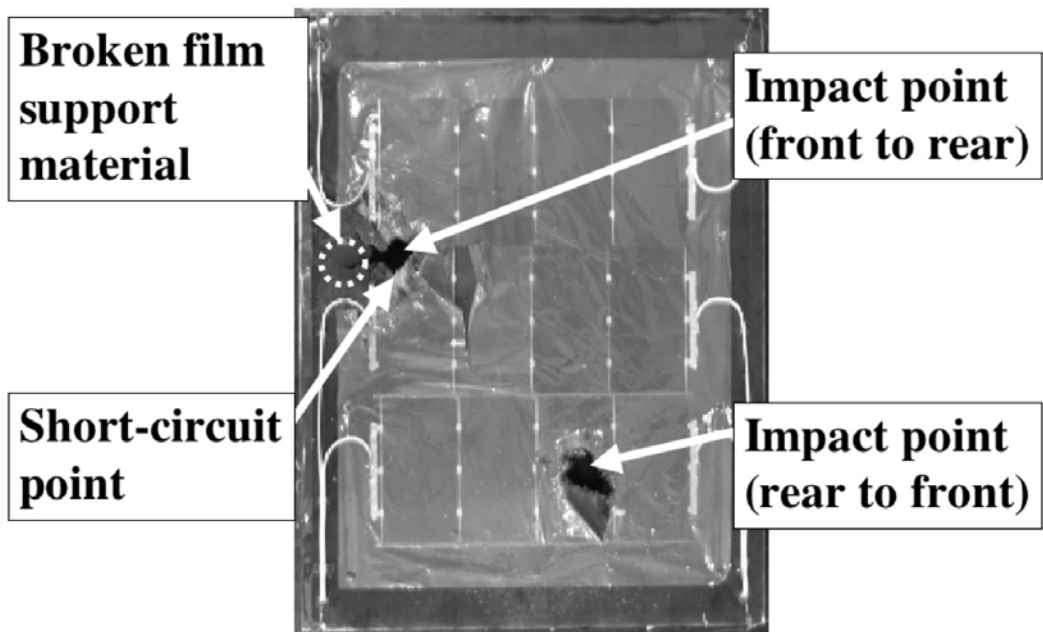 Broken film
support
material
Impact point
(front to rear)
Short-circuit
point
Impact point
(rear to front)